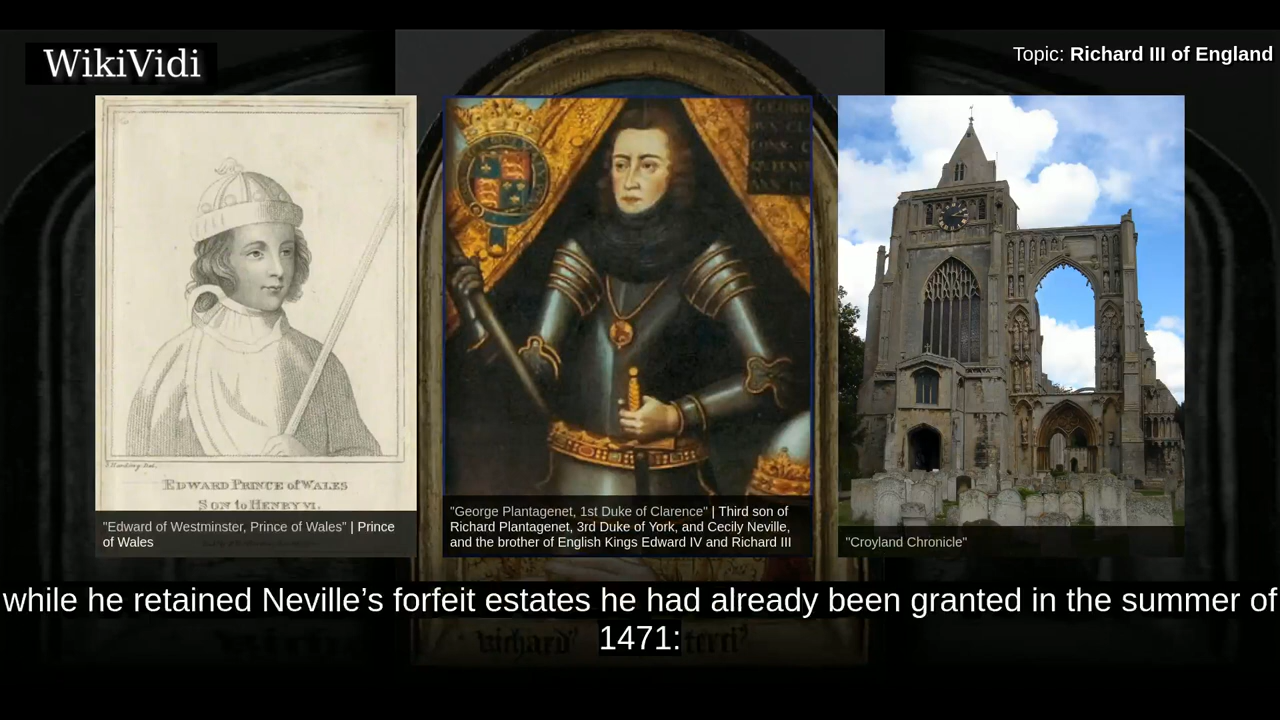 WikiVidi
Topic: Richard III of England
EDWARD PRINCE of WALES
SON to HENRY VI.
"Edward of Westminster, Prince of Wales" | Prince
of Wales
"George Plantagenet, 1st Duke of Clarence" | Third son of
Richard Plantagenet, 3rd Duke of York, and Cecily Neville,
and the brother of English Kings Edward IV and Richard III
"Croyland Chronicle"
while he retained Neville’s forfeit estates he had already been granted in the summer of
1471: